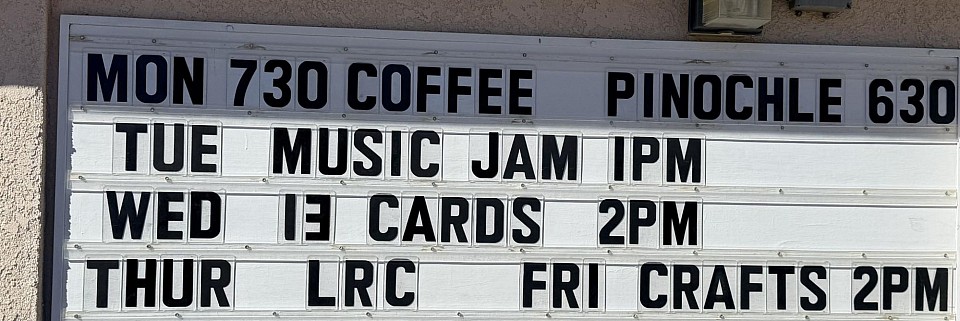 MON 730 COFFEE PINOCHLE 630
TUE MUSIC JAM 1PM
WED 13 CARDS 2PM
THUR LRC FRI CRAFTS 2PM